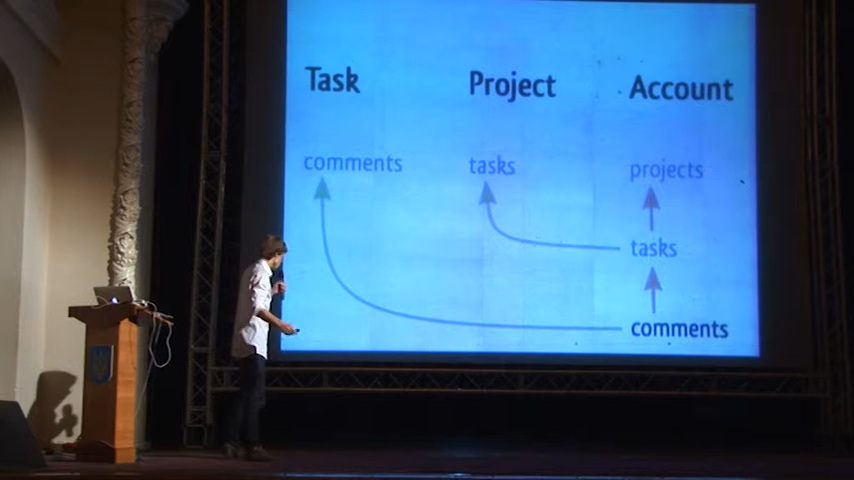 Task Project Account
comments tasks projects
tasks
comments